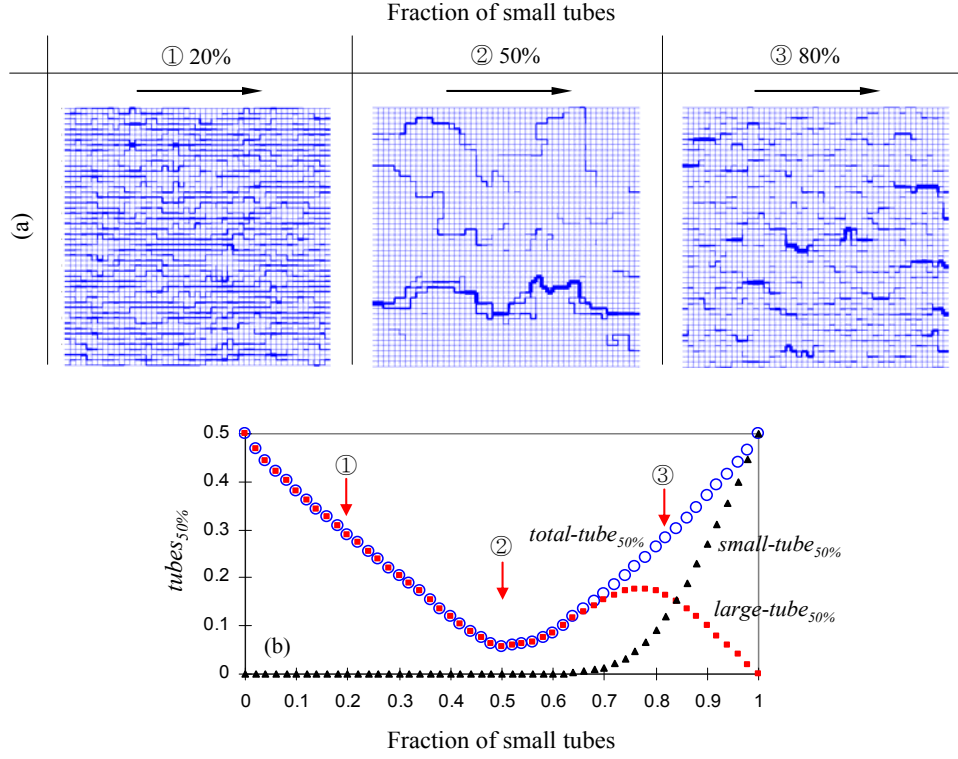 Fraction of small tubes
① 20%
② 50%
③ 80%
(a)
0.5
0.4
0.3
0.2
0.1
0
tubes50%
①
②
③
total-tube50%
small-tube50%
large-tube50%
(b)
0 0.1 0.2 0.3 0.4 0.5 0.6 0.7 0.8 0.9 1
Fraction of small tubes